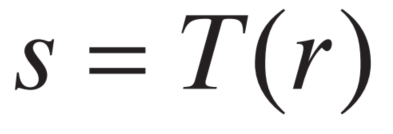 s = T(r)